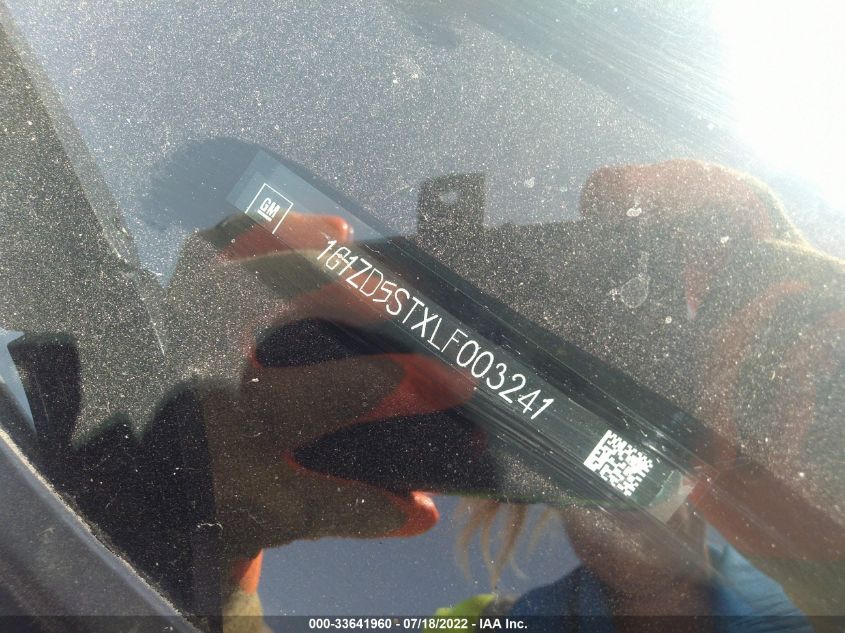 GM
1G1ZD5STXLF003241
000-33641960 - 07/18/2022 - IAA Inc.